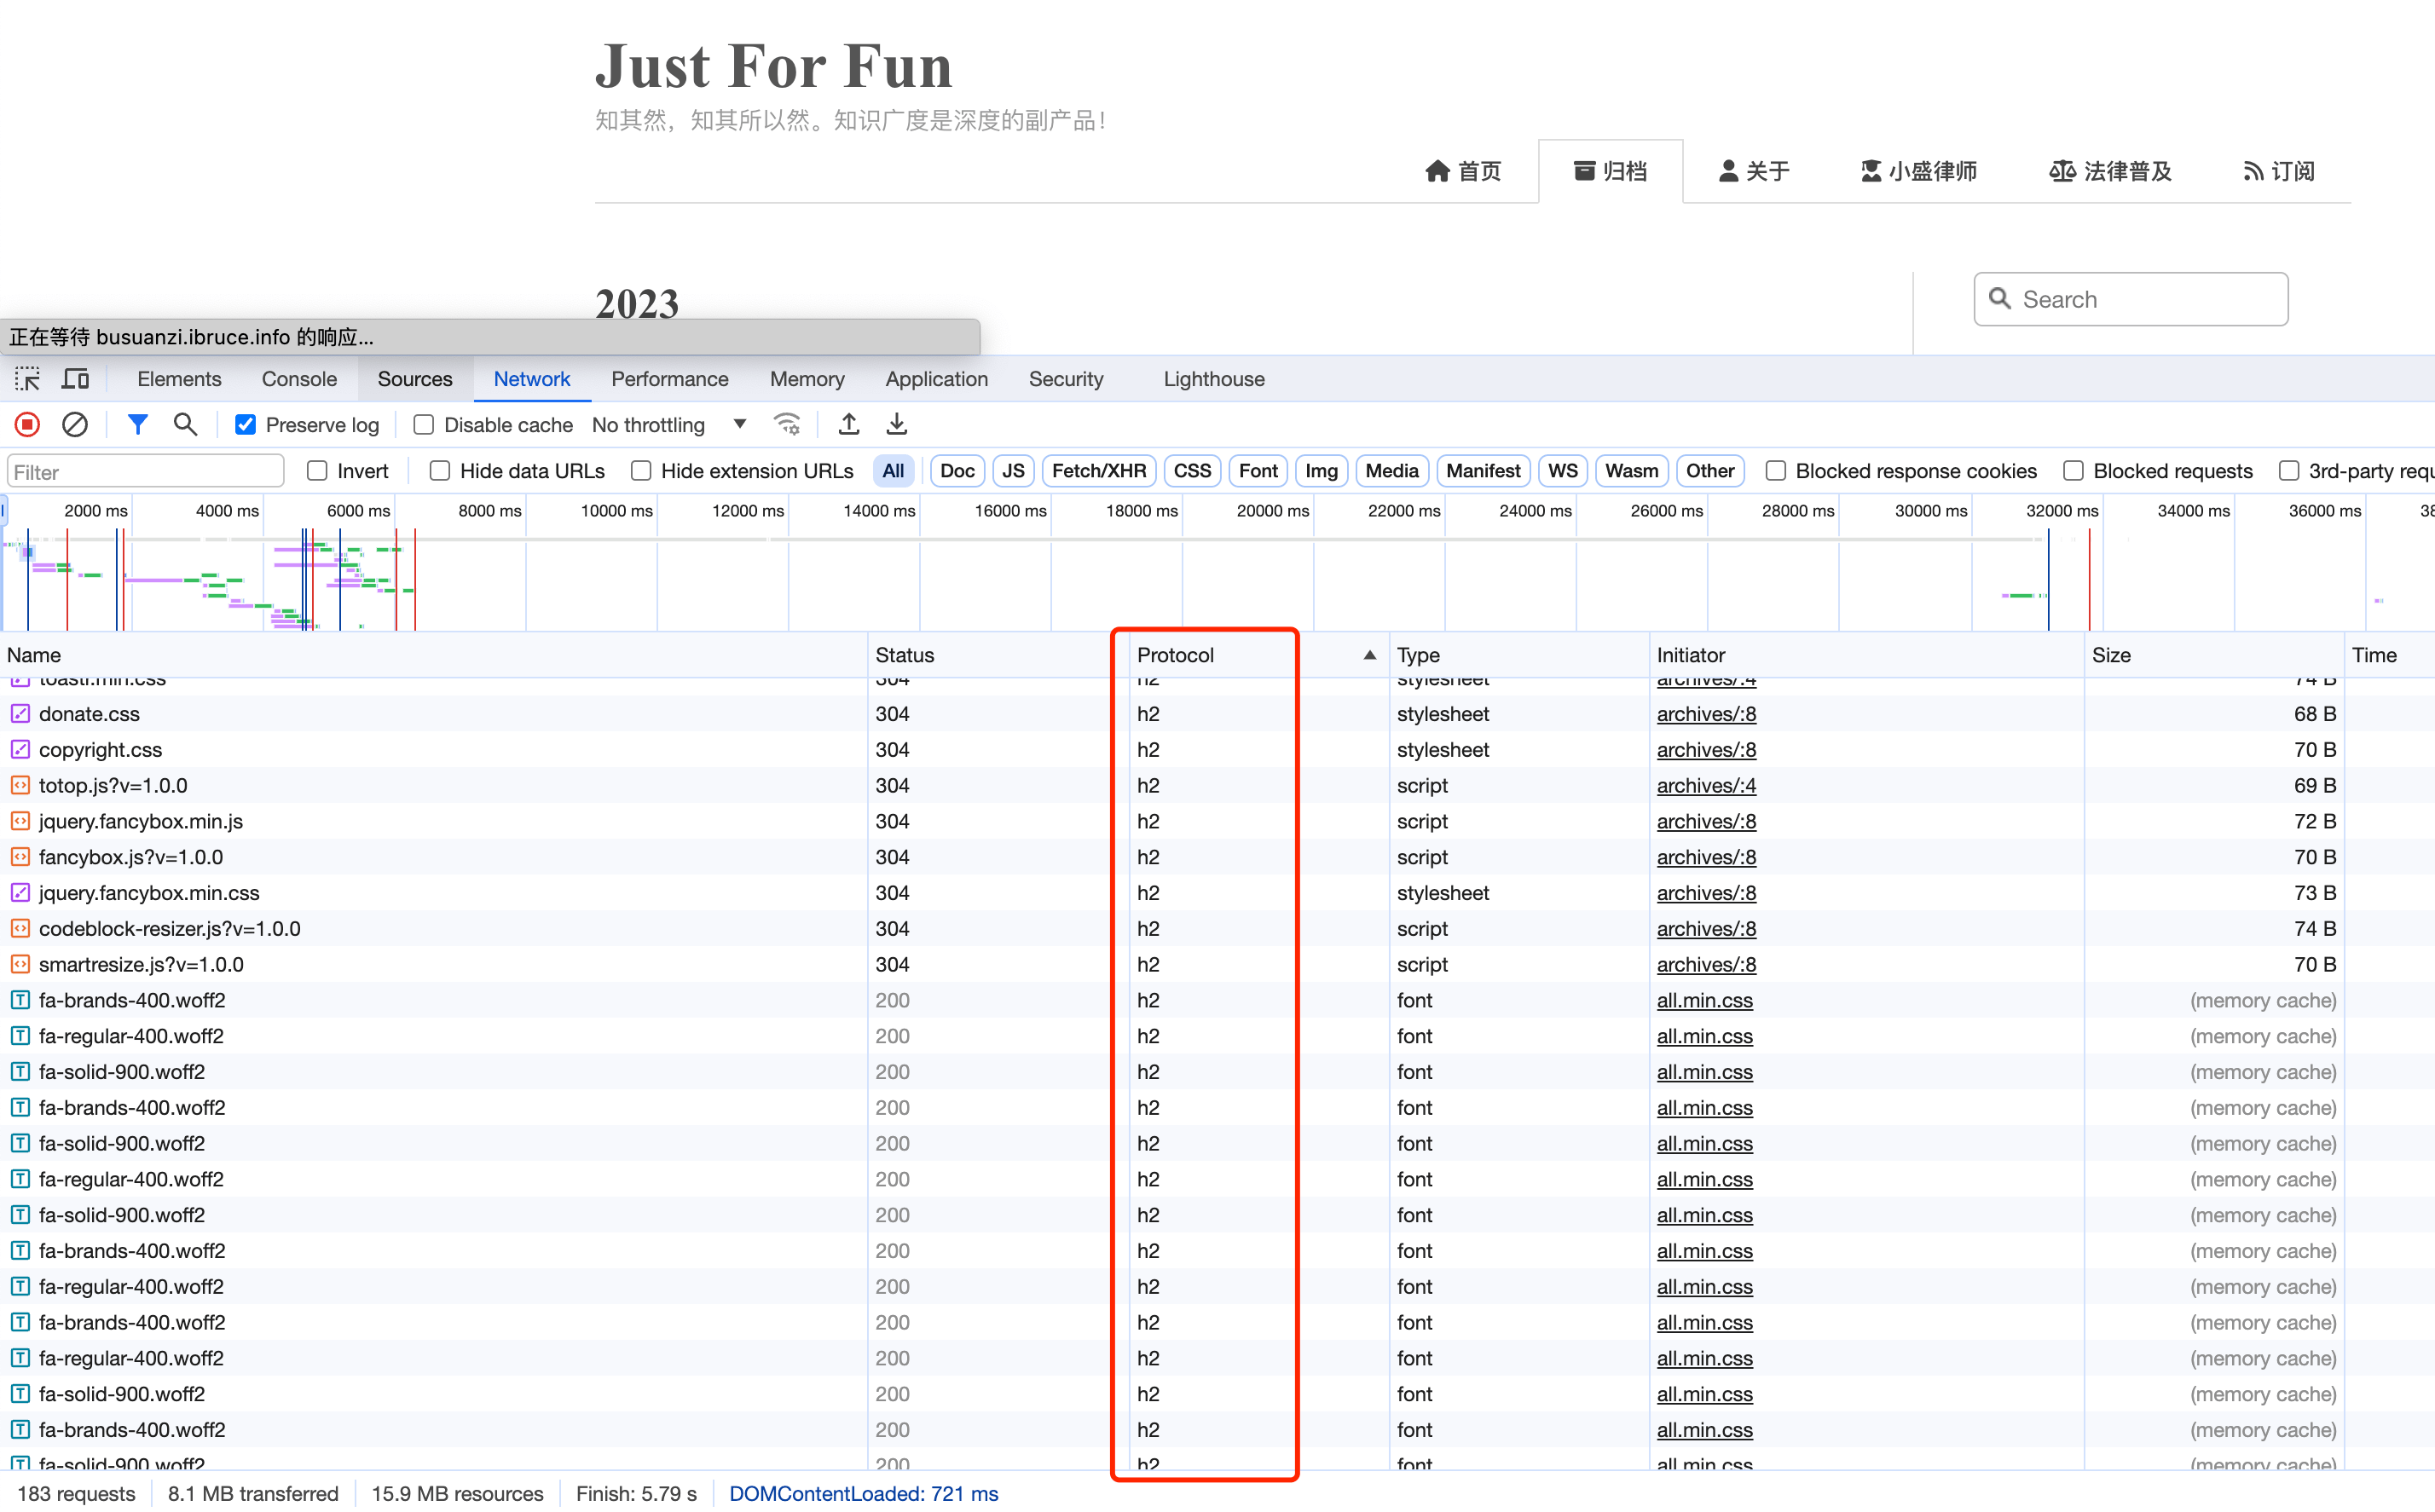 Just For Fun
知其然，知其所以然。知识广度是深度的副产品！
首页 归档 关于 小盛律师 法律普及 订阅
2023
Search
正在等待 busuanzi.ibruce.info 的响应...
Elements Console Sources Network Performance Memory Application Security Lighthouse
Preserve log Disable cache No throttling
Filter Invert Hide data URLs Hide extension URLs All Doc JS Fetch/XHR CSS Font Img Media Manifest WS Wasm Other Blocked response cookies Blocked requests 3rd-party requ
2000 ms 4000 ms 6000 ms 8000 ms 10000 ms 12000 ms 14000 ms 16000 ms 18000 ms 20000 ms 22000 ms 24000 ms 26000 ms 28000 ms 30000 ms 32000 ms 34000 ms 36000 ms 38
Name Status Protocol Type Initiator Size Time
toastr.min.css 304 h2 stylesheet archives/:4 74 B
donate.css 304 h2 stylesheet archives/:8 68 B
copyright.css 304 h2 stylesheet archives/:8 70 B
totop.js?v=1.0.0 304 h2 script archives/:4 69 B
jquery.fancybox.min.js 304 h2 script archives/:8 72 B
fancybox.js?v=1.0.0 304 h2 script archives/:8 70 B
jquery.fancybox.min.css 304 h2 stylesheet archives/:8 73 B
codeblock-resizer.js?v=1.0.0 304 h2 script archives/:8 74 B
smartresize.js?v=1.0.0 304 h2 script archives/:8 70 B
fa-brands-400.woff2 200 h2 font all.min.css (memory cache)
fa-regular-400.woff2 200 h2 font all.min.css (memory cache)
fa-solid-900.woff2 200 h2 font all.min.css (memory cache)
fa-brands-400.woff2 200 h2 font all.min.css (memory cache)
fa-solid-900.woff2 200 h2 font all.min.css (memory cache)
fa-regular-400.woff2 200 h2 font all.min.css (memory cache)
fa-solid-900.woff2 200 h2 font all.min.css (memory cache)
fa-brands-400.woff2 200 h2 font all.min.css (memory cache)
fa-regular-400.woff2 200 h2 font all.min.css (memory cache)
fa-brands-400.woff2 200 h2 font all.min.css (memory cache)
fa-regular-400.woff2 200 h2 font all.min.css (memory cache)
fa-solid-900.woff2 200 h2 font all.min.css (memory cache)
fa-brands-400.woff2 200 h2 font all.min.css (memory cache)
fa-solid-900.woff2 200 h2 font all.min.css (memory cache)
183 requests 8.1 MB transferred 15.9 MB resources Finish: 5.79 s DOMContentLoaded: 721 ms